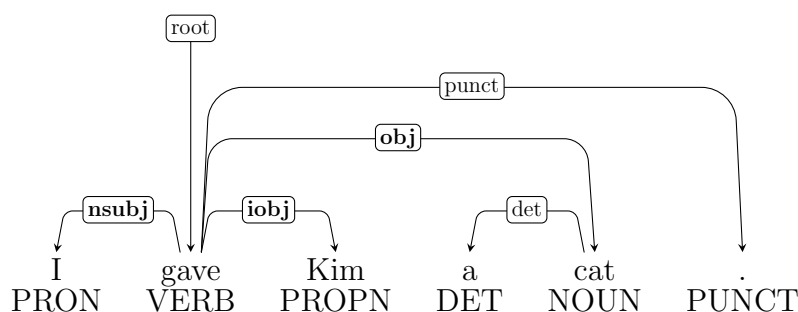 root
punct
obj
nsubj iobj det
I gave Kim a cat .
PRON VERB PROPN DET NOUN PUNCT